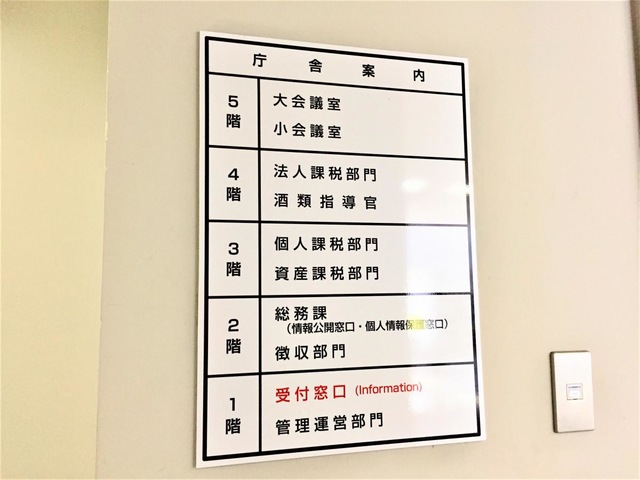 庁舎案内
5階
大会議室
小会議室
4階
法人課税部門
酒類指導官
3階
個人課税部門
資産課税部門
2階
総務課
（情報公開窓口・個人情報保護窓口）
徴収部門
1階
受付窓口（Information）
管理運営部門